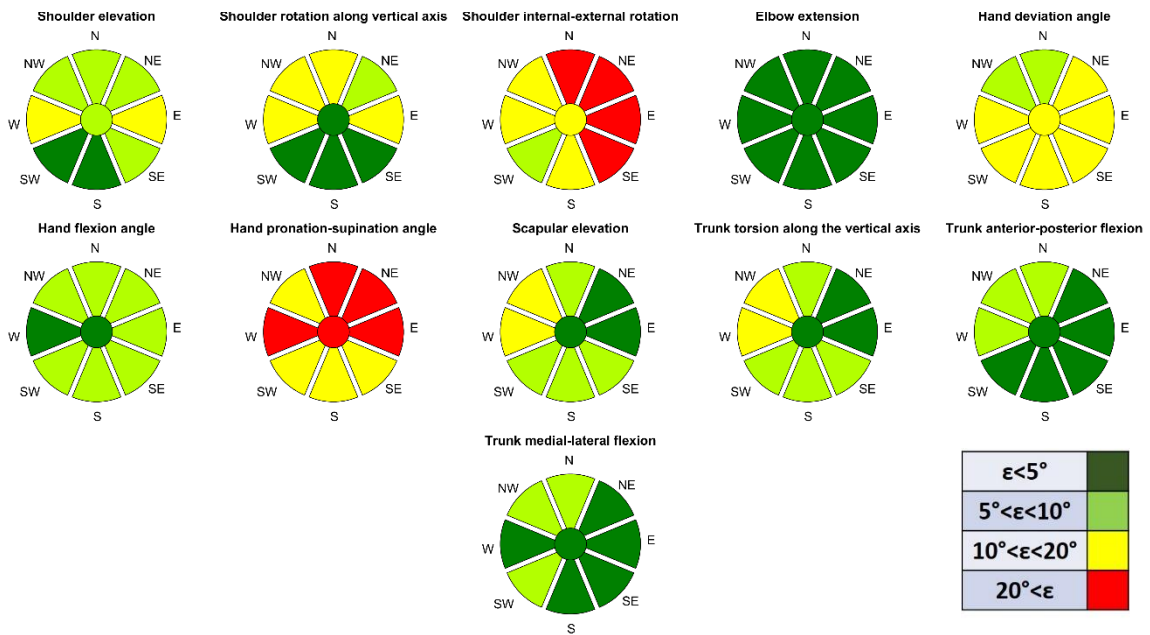 Shoulder elevation
N
NW
NE
W
E
SW
SE
S
Shoulder rotation along vertical axis
N
NW
NE
W
E
SW
SE
S
Shoulder internal-external rotation
N
NW
NE
W
E
SW
SE
S
Elbow extension
N
NW
NE
W
E
SW
SE
S
Hand deviation angle
N
NW
NE
W
E
SW
SE
S
Hand flexion angle
N
NW
NE
W
E
SW
SE
S
Hand pronation-supination angle
N
NW
NE
W
E
SW
SE
S
Scapular elevation
N
NW
NE
W
E
SW
SE
S
Trunk torsion along the vertical axis
N
NW
NE
W
E
SW
SE
S
Trunk anterior-posterior flexion
N
NW
NE
W
E
SW
SE
S
Trunk medial-lateral flexion
N
NW
NE
W
E
SW
SE
S
ε<5°
5°<ε<10°
10°<ε<20°
20°<ε